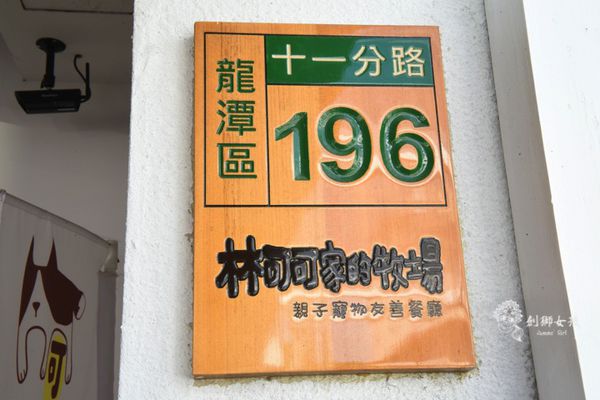 龍潭區
十一分路
196
林可可家的牧場
親子寵物友善餐廳
可